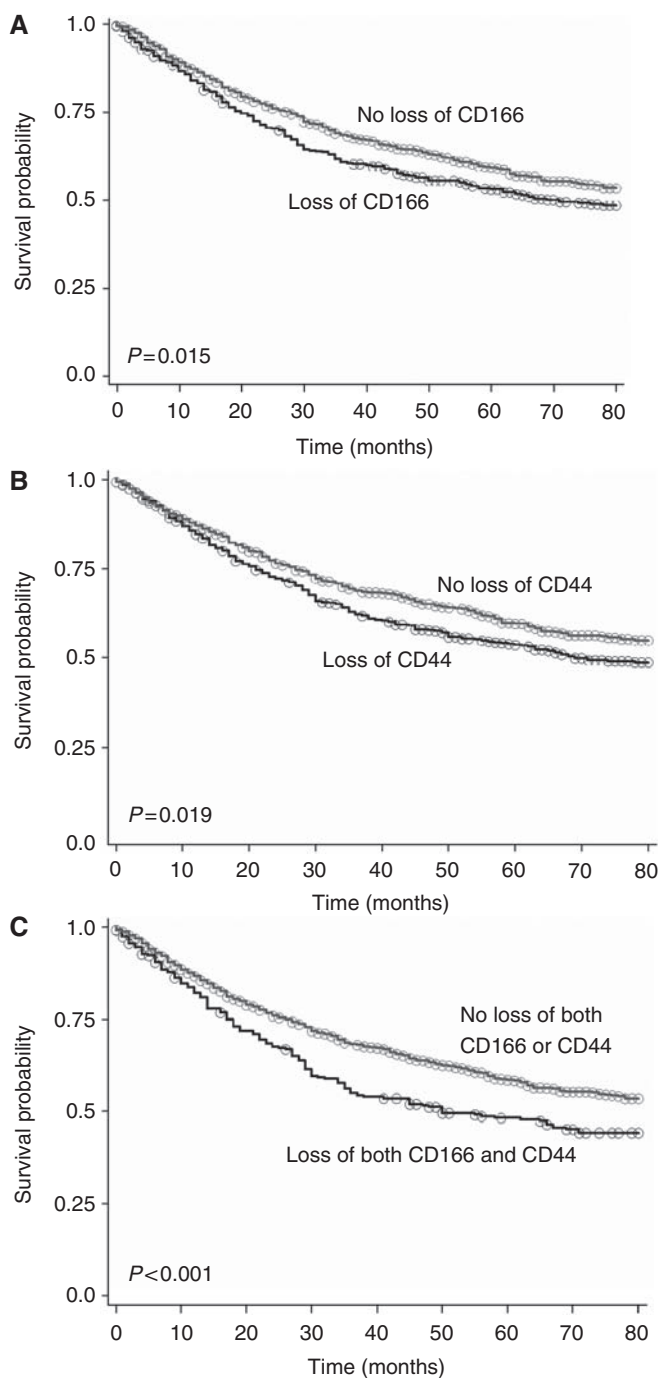 A
1.0
0.75
0.5
0.25
0.0
Survival probability
No loss of CD166
Loss of CD166
P=0.015
0 10 20 30 40 50 60 70 80
Time (months)
B
1.0
0.75
0.5
0.25
0.0
Survival probability
No loss of CD44
Loss of CD44
P=0.019
0 10 20 30 40 50 60 70 80
Time (months)
C
1.0
0.75
0.5
0.25
0.0
Survival probability
No loss of both
CD166 or CD44
Loss of both CD166 and CD44
P<0.001
0 10 20 30 40 50 60 70 80
Time (months)